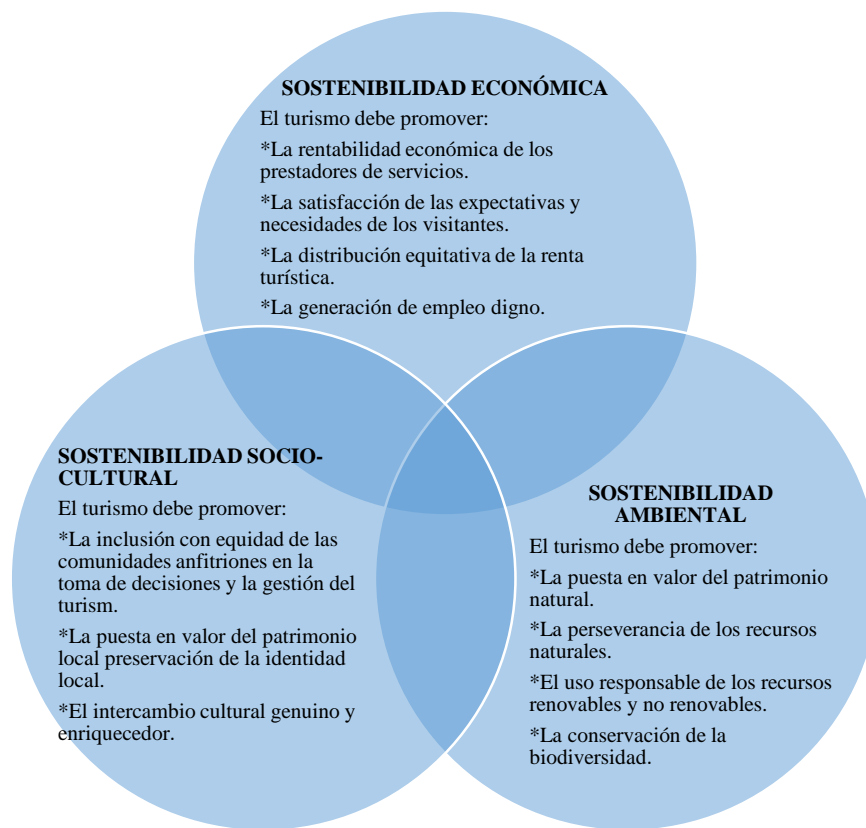 SOSTENIBILIDAD ECONÓMICA
El turismo debe promover:
*La rentabilidad económica de los
prestadores de servicios.
*La satisfacción de las expectativas y
necesidades de los visitantes.
*La distribución equitativa de la renta
turística.
*La generación de empleo digno.
SOSTENIBILIDAD SOCIO-
CULTURAL
El turismo debe promover:
*La inclusión con equidad de las
comunidades anfitriones en la
toma de decisiones y la gestión del
turism.
*La puesta en valor del patrimonio
local preservación de la identidad
local.
*El intercambio cultural genuino y
enriquecedor.
SOSTENIBILIDAD
AMBIENTAL
El turismo debe promover:
*La puesta en valor del patrimonio
natural.
*La perseverancia de los recursos
naturales.
*El uso responsable de los recursos
renovables y no renovables.
*La conservación de la
biodiversidad.